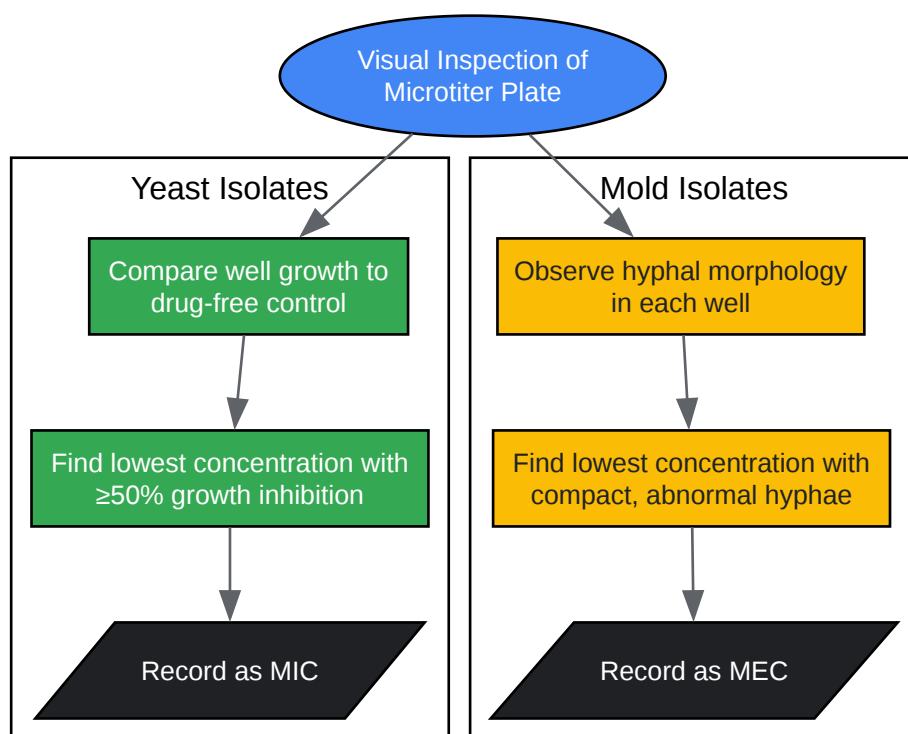 Visual Inspection of
Microtiter Plate
Yeast Isolates
Compare well growth to
drug-free control
Find lowest concentration with
≥50% growth inhibition
Record as MIC
Mold Isolates
Observe hyphal morphology
in each well
Find lowest concentration with
compact, abnormal hyphae
Record as MEC